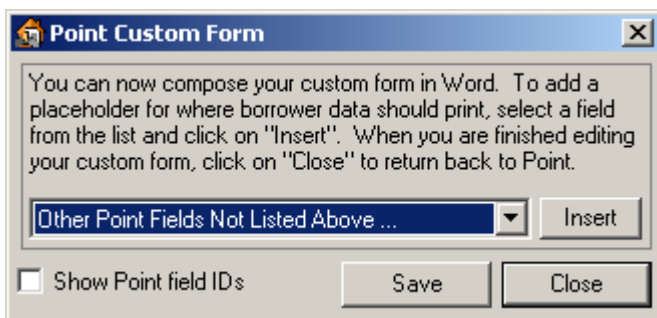 Point Custom Form
You can now compose your custom form in Word. To add a
placeholder for where borrower data should print, select a field
from the list and click on "Insert". When you are finished editing
your custom form, click on "Close" to return back to Point.
Other Point Fields Not Listed Above ...
Insert
Show Point field IDs
Save
Close